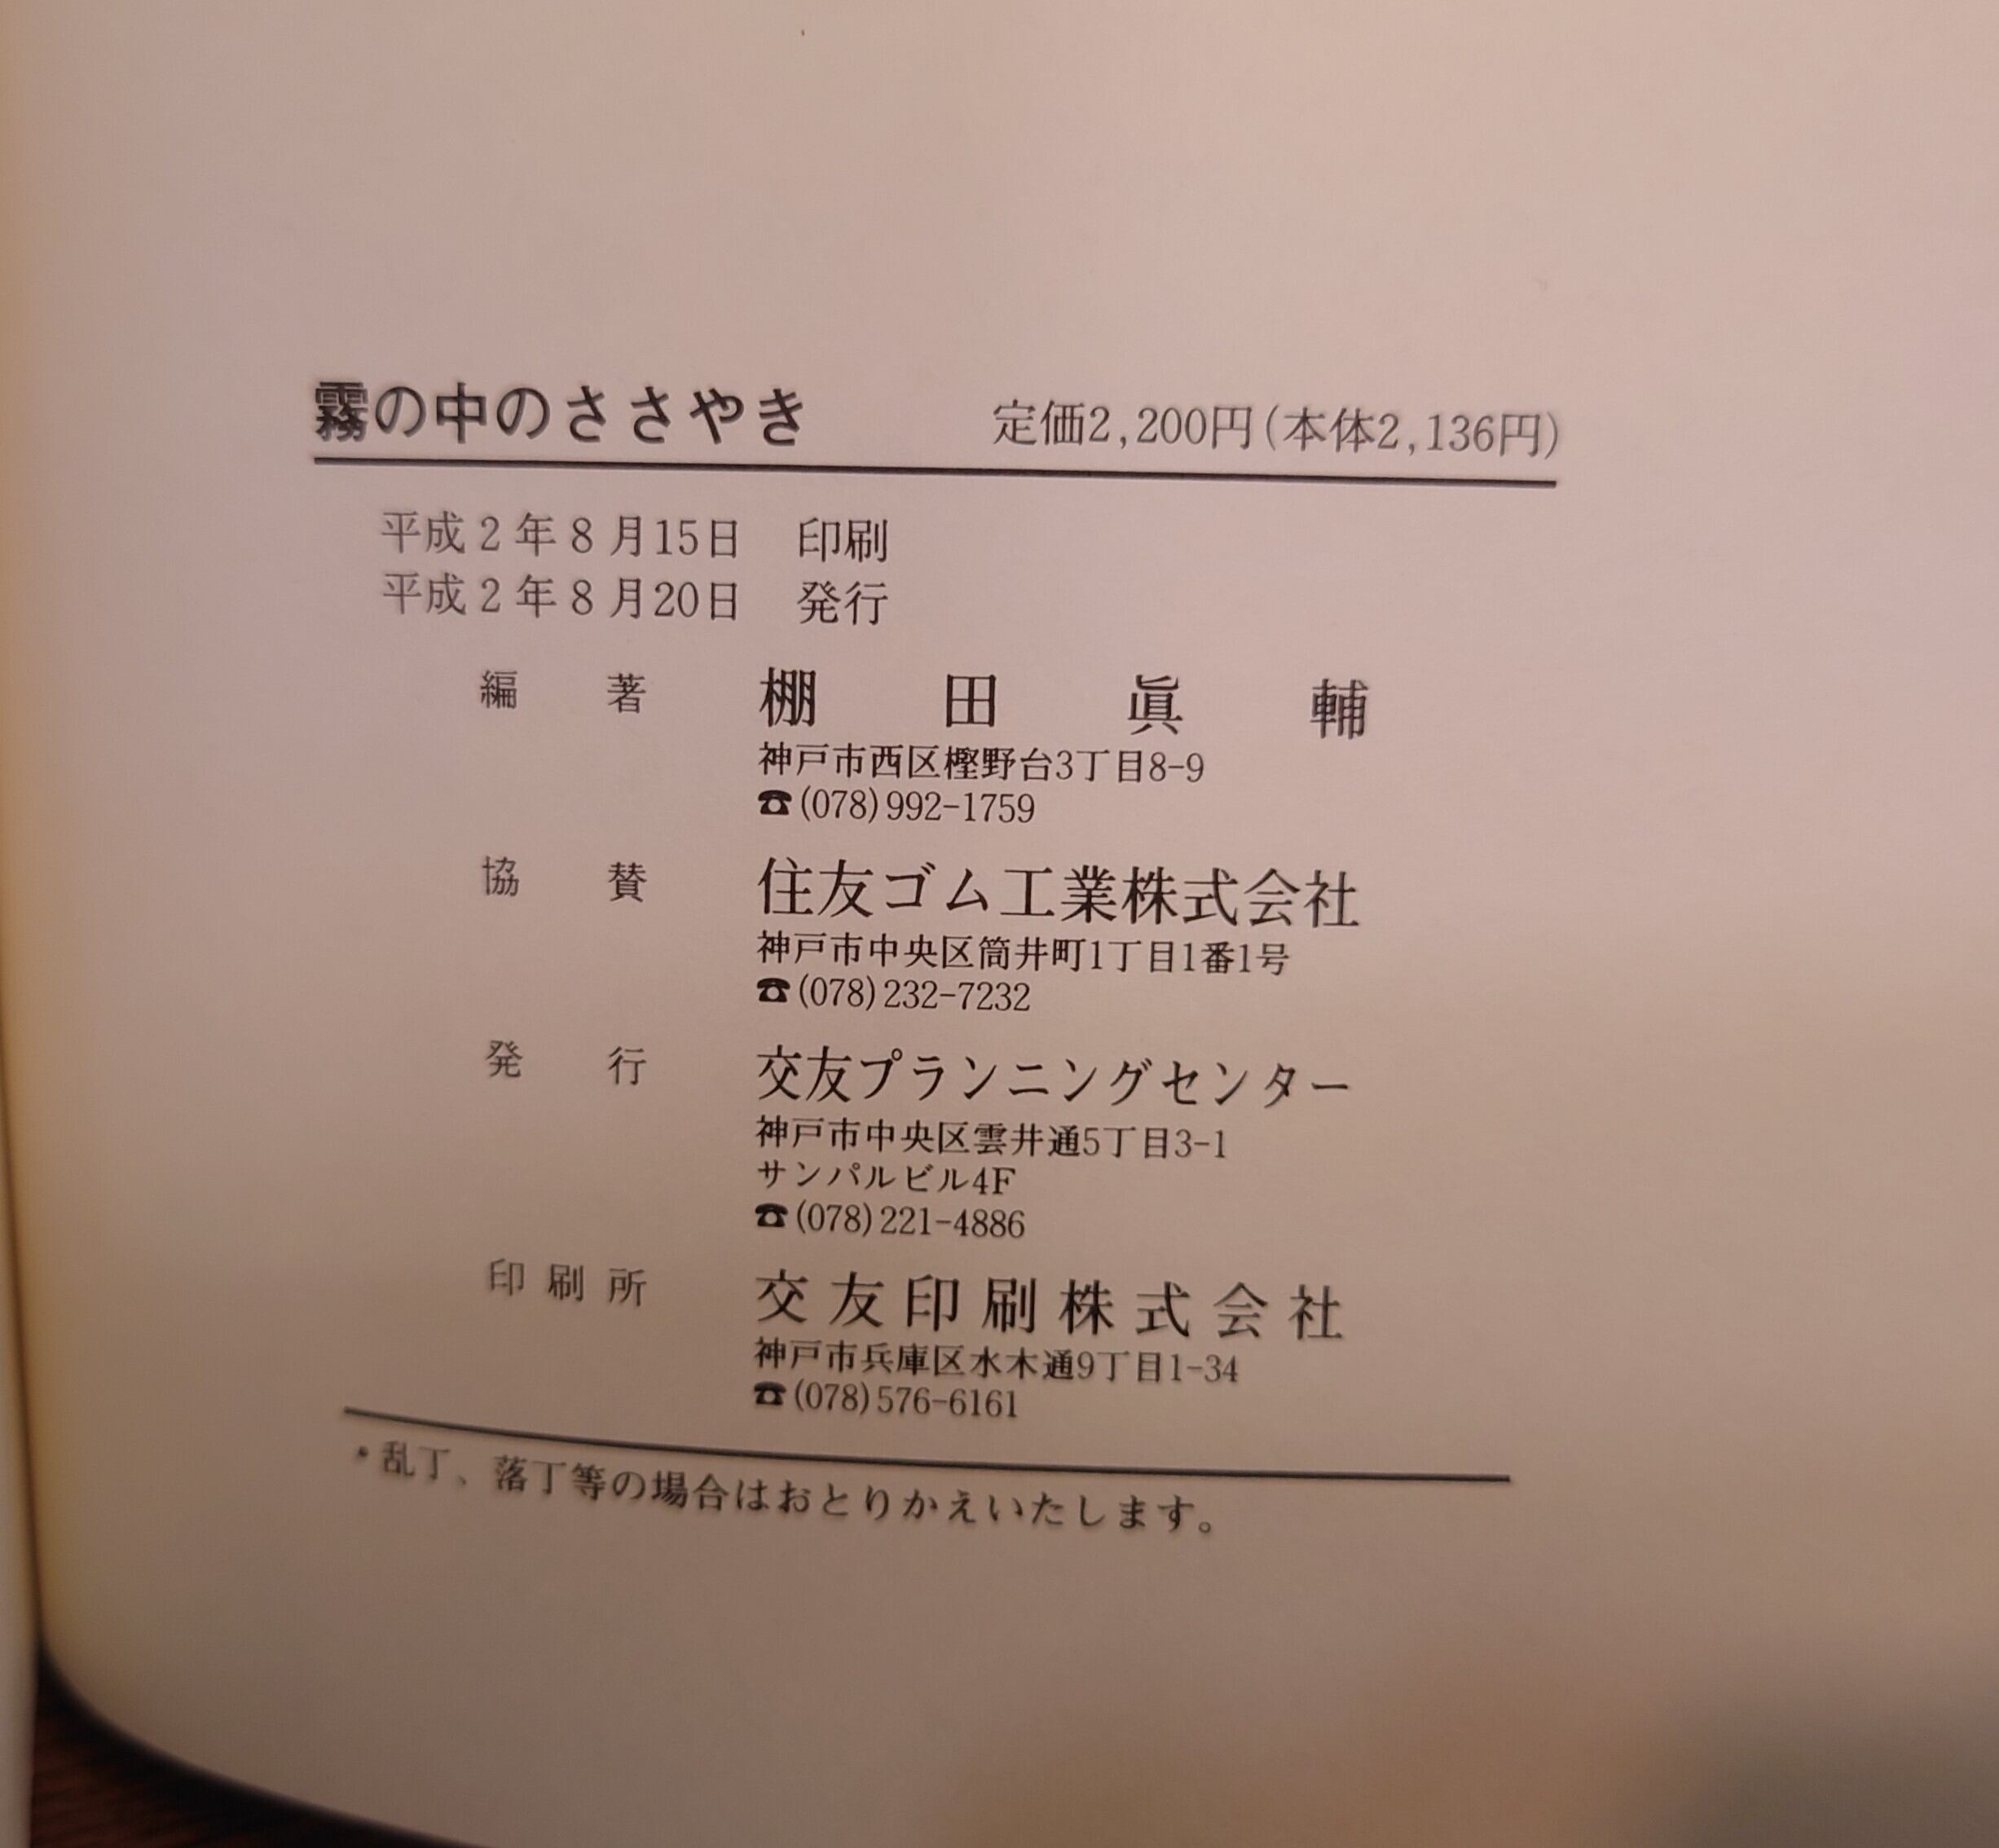 霧の中のささやき　定価2,200円(本体2,136円)
平成2年8月15日　印刷
平成2年8月20日　発行
編著　棚田眞輔
神戸市西区樫野台3丁目8-9
☎(078)992-1759
協賛　住友ゴム工業株式会社
神戸市中央区筒井町1丁目1番1号
☎(078)232-7232
発行　交友プランニングセンター
神戸市中央区雲井通5丁目3-1
サンパルビル4F
☎(078)221-4886
印刷所　交友印刷株式会社
神戸市兵庫区水木通9丁目1-34
☎(078)576-6161
・乱丁、落丁等の場合はおとりかえいたします。